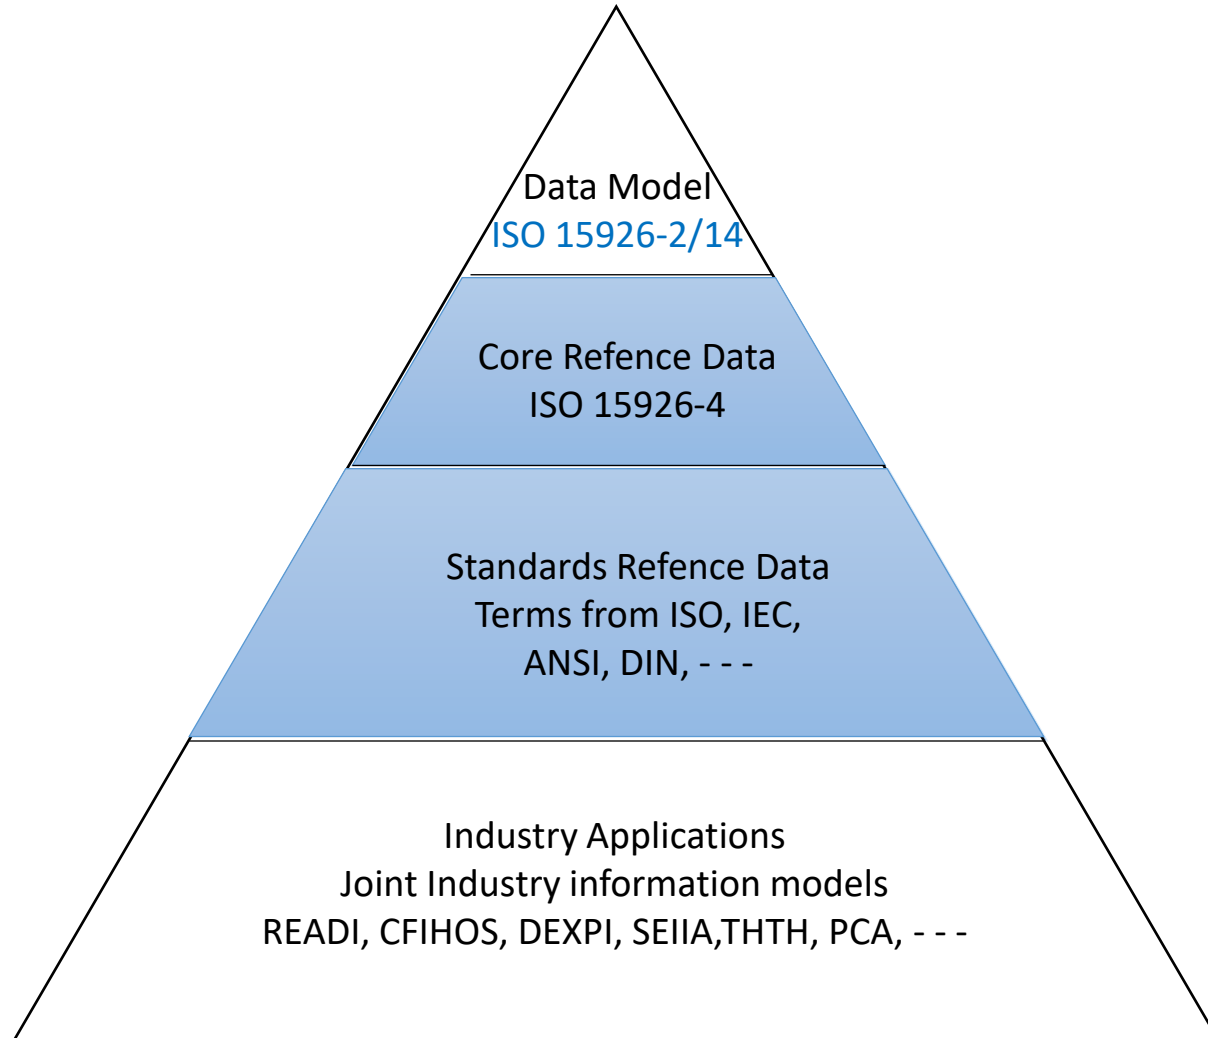 Data Model
ISO 15926-2/14
Core Refence Data
ISO 15926-4
Standards Refence Data
Terms from ISO, IEC,
ANSI, DIN, - - -
Industry Applications
Joint Industry information models
READI, CFIHOS, DEXPI, SEIIA,THTH, PCA, - - -